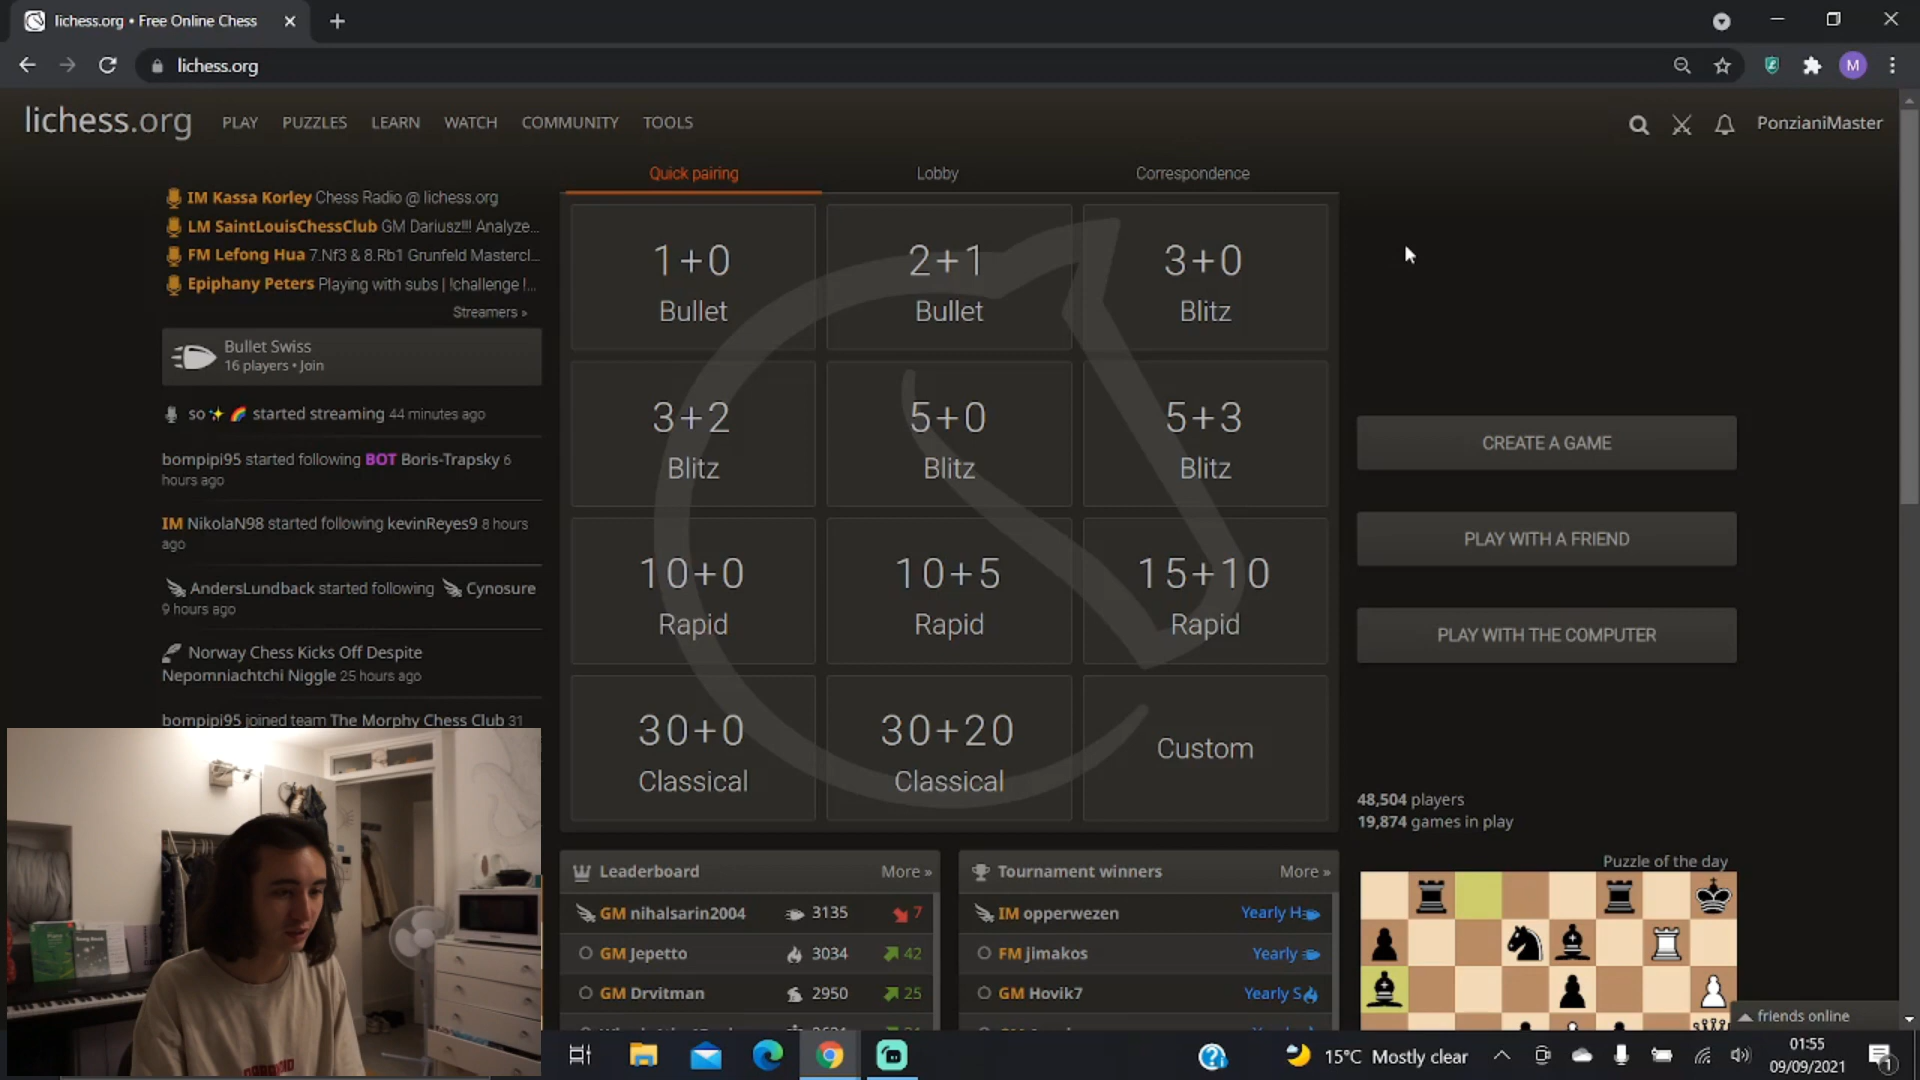 lichess.org • Free Online Chess
lichess.org
M
lichess.org
PLAY
PUZZLES
LEARN
WATCH
COMMUNITY
TOOLS
PonzianiMaster
IM Kassa Korley Chess Radio @ lichess.org
LM SaintLouisChessClub GM Dariusz!!! Analyze...
FM Lefong Hua 7.Nf3 & 8.Rb1 Grunfeld Mastercl...
Epiphany Peters Playing with subs | !challenge !...
Streamers »
Bullet Swiss
16 players • Join
so started streaming 44 minutes ago
bompipi95 started following BOT Boris-Trapsky 6
hours ago
IM NikolaN98 started following kevinReyes9 8 hours
ago
AndersLundback started following Cynosure
9 hours ago
Norway Chess Kicks Off Despite
Nepomniachtchi Niggle 25 hours ago
bompipi95 joined team The Morphy Chess Club 31
Quick pairing
Lobby
Correspondence
1+0
Bullet
2+1
Bullet
3+0
Blitz
3+2
Blitz
5+0
Blitz
5+3
Blitz
10+0
Rapid
10+5
Rapid
15+10
Rapid
30+0
Classical
30+20
Classical
Custom
CREATE A GAME
PLAY WITH A FRIEND
PLAY WITH THE COMPUTER
48,504 players
19,874 games in play
Leaderboard
More »
GM nihalsarin2004 3135 7
GM Jepetto 3034 42
GM Drvitman 2950 25
Tournament winners
More »
IM opperwezen Yearly H
FM jimakos Yearly
GM Hovik7 Yearly S
Puzzle of the day
friends online
15°C Mostly clear
01:55
09/09/2021
1